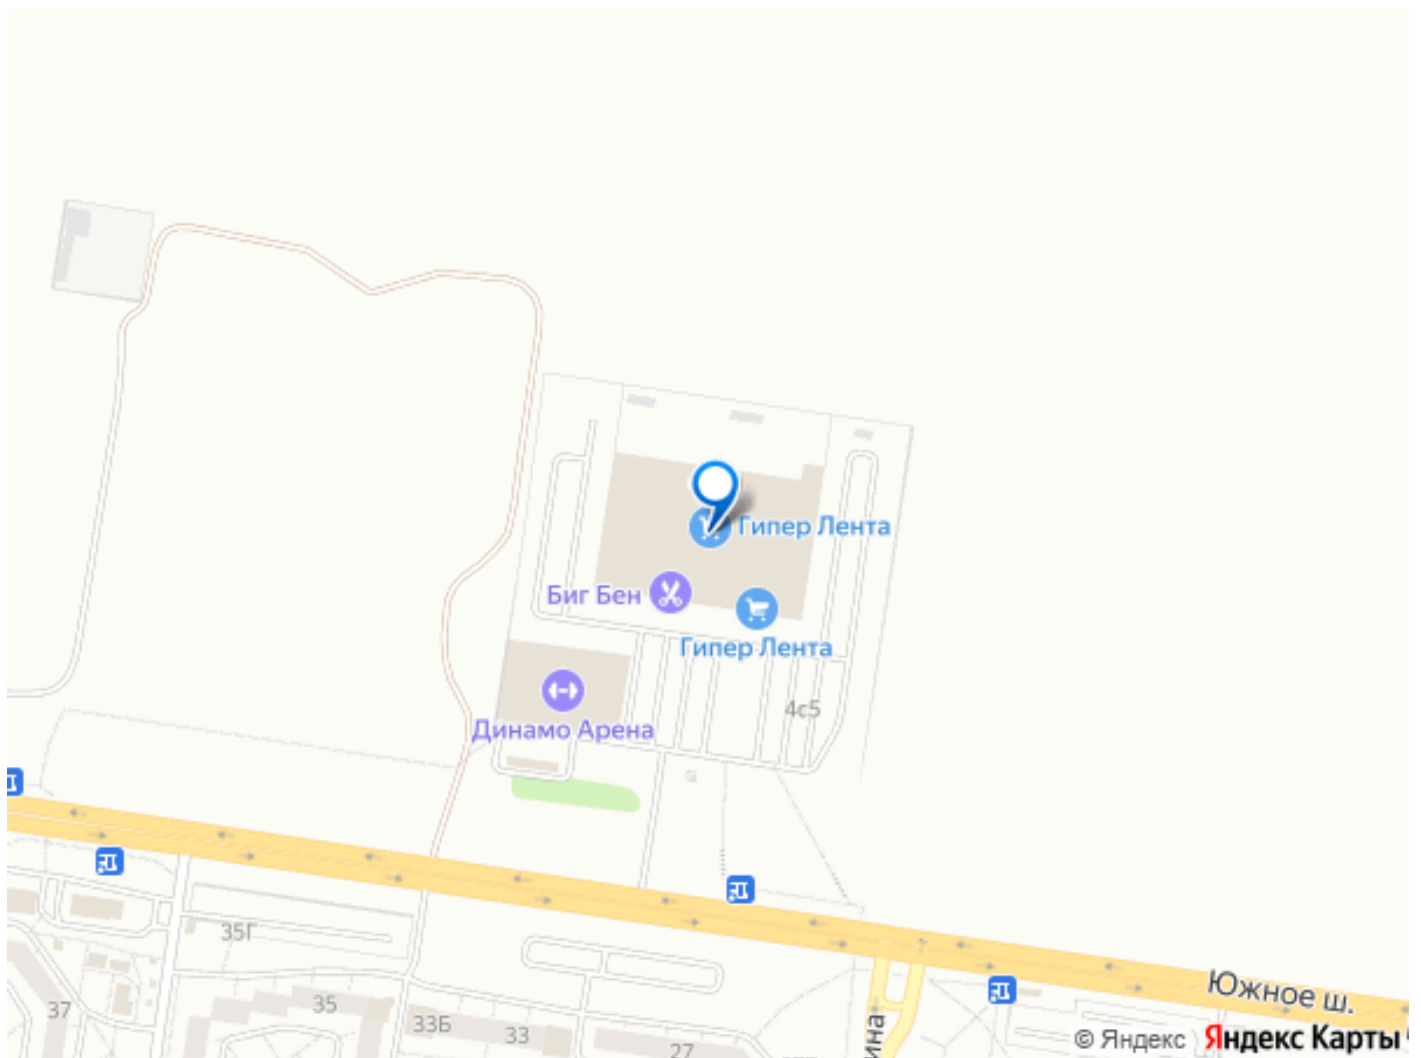 Гипер Лента
Биг Бен
Гипер Лента
4с5
Динамо Арена
35Г
Южное ш.
37
35
33Б
33
27
ина
© Яндекс Яндекс Карты